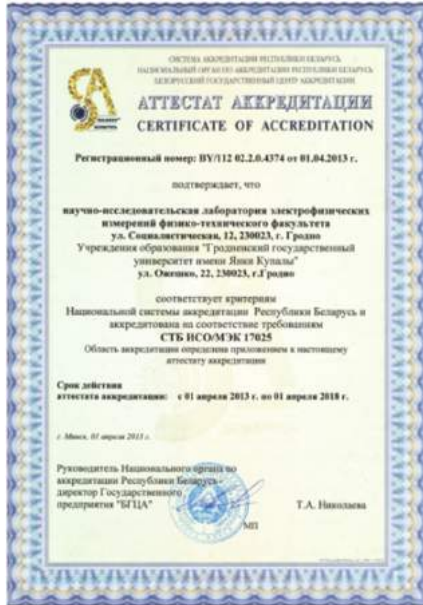 СИСТЕМА АККРЕДИТАЦИИ РЕСПУБЛИКИ БЕЛАРУСЬ
НАЦИОНАЛЬНЫЙ ОРГАН ПО АККРЕДИТАЦИИ РЕСПУБЛИКИ БЕЛАРУСЬ
БЕЛОРУССКИЙ ГОСУДАРСТВЕННЫЙ ЦЕНТР АККРЕДИТАЦИИ
АТТЕСТАТ АККРЕДИТАЦИИ
CERTIFICATE OF ACCREDITATION
Регистрационный номер: BY/112 02.2.0.4374 от 01.04.2013 г.
подтверждает, что
научно-исследовательская лаборатория электрофизических
измерений физико-технического факультета
ул. Социалистическая, 12, 230023, г. Гродно
Учреждения образования "Гродненский государственный
университет имени Янки Купалы"
ул. Ожешко, 22, 230023, г.Гродно
соответствует критериям
Национальной системы аккредитации Республики Беларусь и
аккредитована на соответствие требованиям
СТБ ИСО/МЭК 17025
Область аккредитации определена приложением к настоящему
аттестату аккредитации
Срок действия
аттестата аккредитации: с 01 апреля 2013 г. по 01 апреля 2018 г.
г. Минск, 01 апреля 2013 г.
Руководитель Национального органа по
аккредитации Республики Беларусь -
директор Государственного
предприятия "БГЦА"
Т.А. Николаева
МП